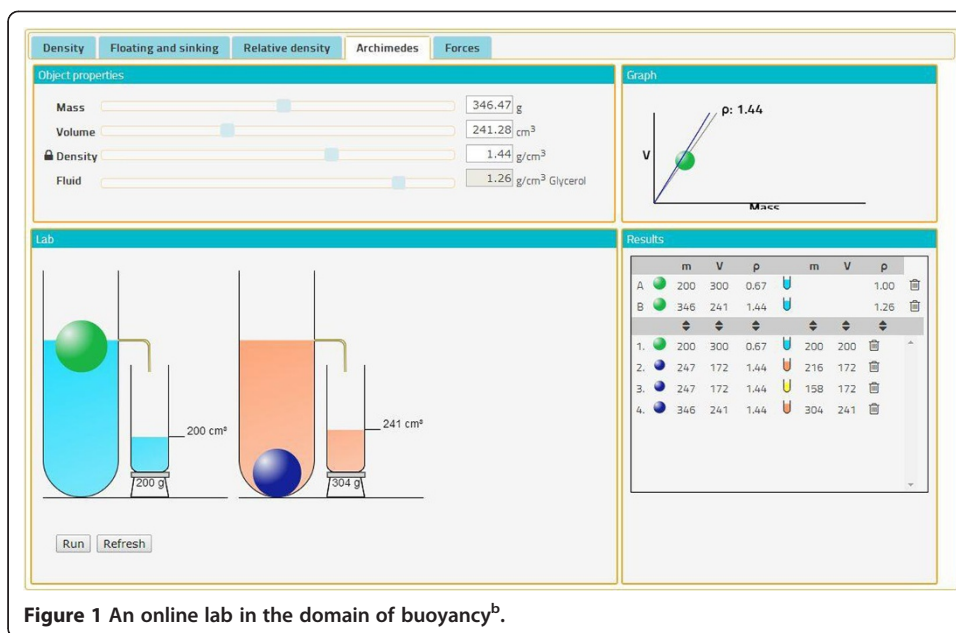 Density Floating and sinking Relative density Archimedes Forces
Object properties
Mass 346.47 g
Volume 241.28 cm³
Density 1.44 g/cm³
Fluid 1.26 g/cm³ Glycerol
Graph
ρ: 1.44
V
Mass
Lab
200 cm³
200 g
241 cm³
304 g
Run Refresh
Results
m V ρ m V ρ
A 200 300 0.67 1.00
B 346 241 1.44 1.26
1. 200 300 0.67 200 200
2. 247 172 1.44 216 172
3. 247 172 1.44 158 172
4. 346 241 1.44 304 241
Figure 1 An online lab in the domain of buoyancyᵇ.